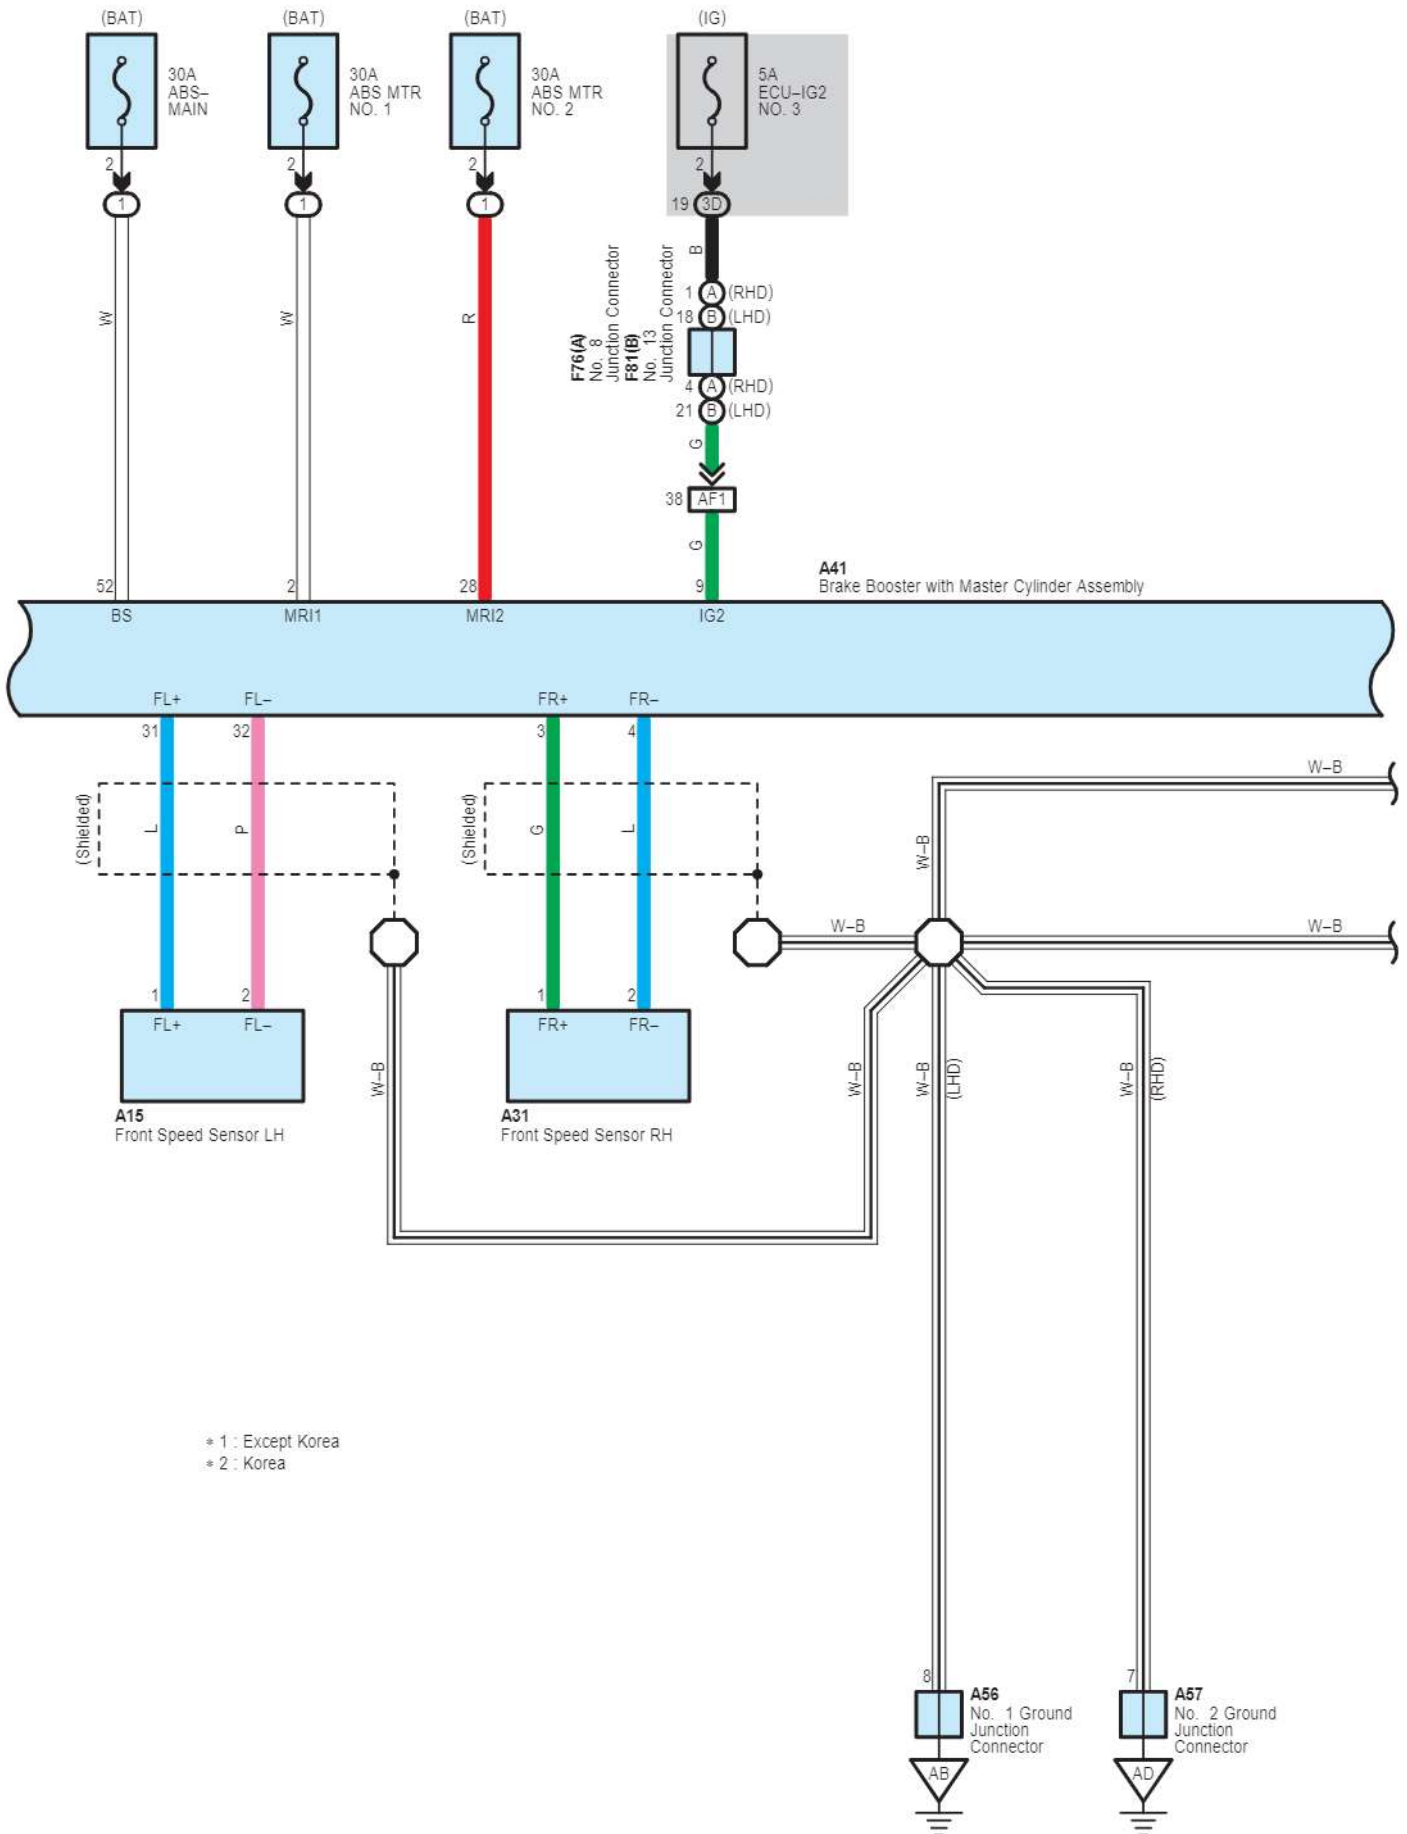 (BAT)
(BAT)
(BAT)
(IG)
30A
ABS–
MAIN
30A
ABS MTR
NO. 1
30A
ABS MTR
NO. 2
5A
ECU–IG2
NO. 3
2
2
2
2
1
1
1
19 3D
W
W
R
B
F76(A)
No. 8
Junction Connector
F81(B)
No. 13
Junction Connector
1 A (RHD)
18 B (LHD)
4 A (RHD)
21 B (LHD)
G
38 AF1
G
A41
Brake Booster with Master Cylinder Assembly
52
2
28
9
BS
MRI1
MRI2
IG2
FL+
FL–
FR+
FR–
31
32
3
4
(Shielded)
L
P
(Shielded)
G
L
W–B
W–B
W–B
W–B
1
2
1
2
FL+
FL–
FR+
FR–
A15
Front Speed Sensor LH
A31
Front Speed Sensor RH
W–B
W–B
W–B
(LHD)
W–B
(RHD)
∗ 1 : Except Korea
∗ 2 : Korea
8
A56
No. 1 Ground
Junction
Connector
AB
7
A57
No. 2 Ground
Junction
Connector
AD